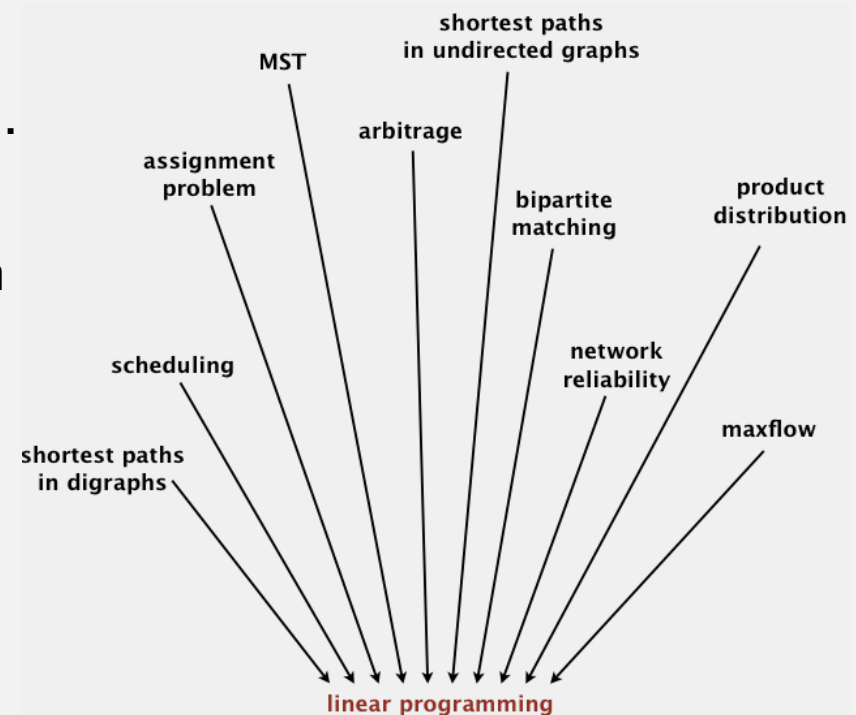 shortest paths
in undirected graphs
MST
.
arbitrage
assignment
problem
bipartite
matching
product
distribution
scheduling
network
reliability
maxflow
shortest paths
in digraphs
linear programming